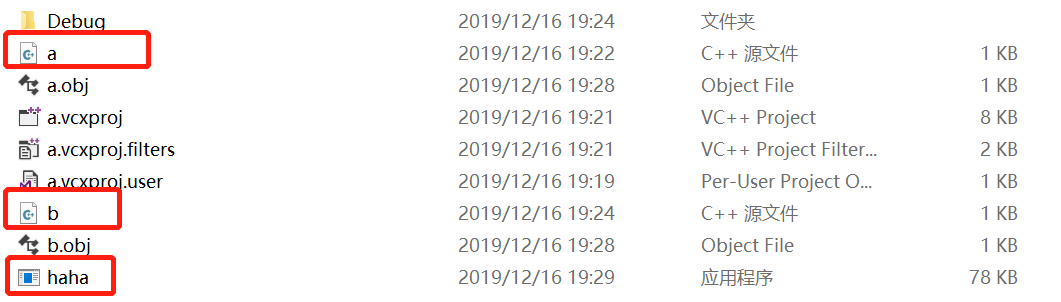 Debug 2019/12/16 19:24 文件夹
a 2019/12/16 19:22 C++ 源文件 1 KB
a.obj 2019/12/16 19:28 Object File 1 KB
a.vcxproj 2019/12/16 19:21 VC++ Project 8 KB
a.vcxproj.filters 2019/12/16 19:21 VC++ Project Filter... 2 KB
a.vcxproj.user 2019/12/16 19:19 Per-User Project O... 1 KB
b 2019/12/16 19:24 C++ 源文件 1 KB
b.obj 2019/12/16 19:28 Object File 1 KB
haha 2019/12/16 19:29 应用程序 78 KB